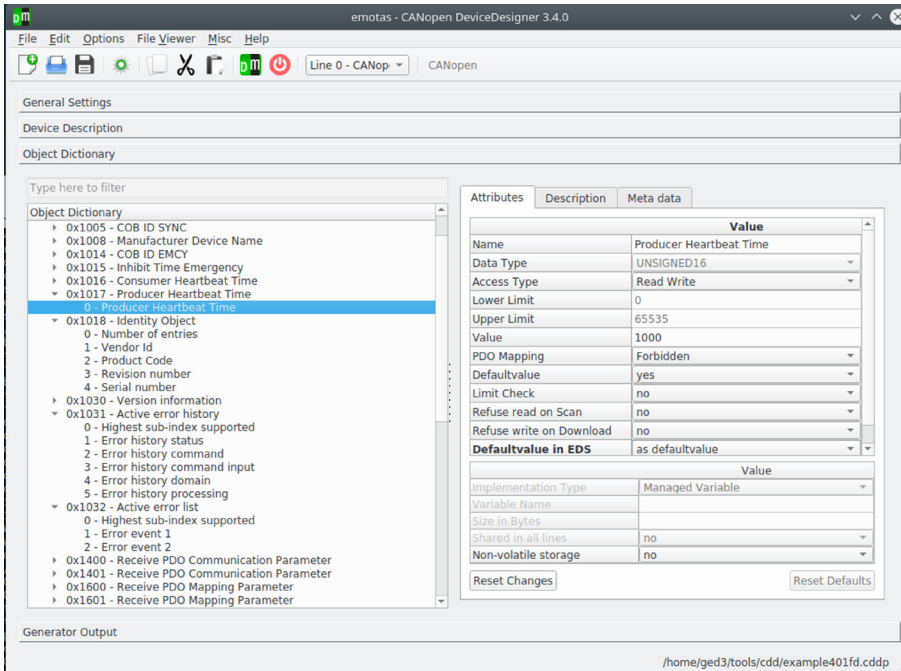 DM
emotas - CANopen DeviceDesigner 3.4.0
File Edit Options File Viewer Misc Help
Line 0 - CANop
CANopen
General Settings
Device Description
Object Dictionary
Type here to filter
Object Dictionary
0x1005 - COB ID SYNC
0x1008 - Manufacturer Device Name
0x1014 - COB ID EMCY
0x1015 - Inhibit Time Emergency
0x1016 - Consumer Heartbeat Time
0x1017 - Producer Heartbeat Time
0 - Producer Heartbeat Time
0x1018 - Identity Object
0 - Number of entries
1 - Vendor Id
2 - Product Code
3 - Revision number
4 - Serial number
0x1030 - Version information
0x1031 - Active error history
0 - Highest sub-index supported
1 - Error history status
2 - Error history command
3 - Error history command input
4 - Error history domain
5 - Error history processing
0x1032 - Active error list
0 - Highest sub-index supported
1 - Error event 1
2 - Error event 2
0x1400 - Receive PDO Communication Parameter
0x1401 - Receive PDO Communication Parameter
0x1600 - Receive PDO Mapping Parameter
0x1601 - Receive PDO Mapping Parameter
Attributes Description Meta data
Value
Name Producer Heartbeat Time
Data Type UNSIGNED16
Access Type Read Write
Lower Limit 0
Upper Limit 65535
Value 1000
PDO Mapping Forbidden
Defaultvalue yes
Limit Check no
Refuse read on Scan no
Refuse write on Download no
Defaultvalue in EDS as defaultvalue
Value
Implementation Type Managed Variable
Variable Name
Size in Bytes
Shared in all lines no
Non-volatile storage no
Reset Changes Reset Defaults
Generator Output
/home/ged3/tools/cdd/example401fd.cddp